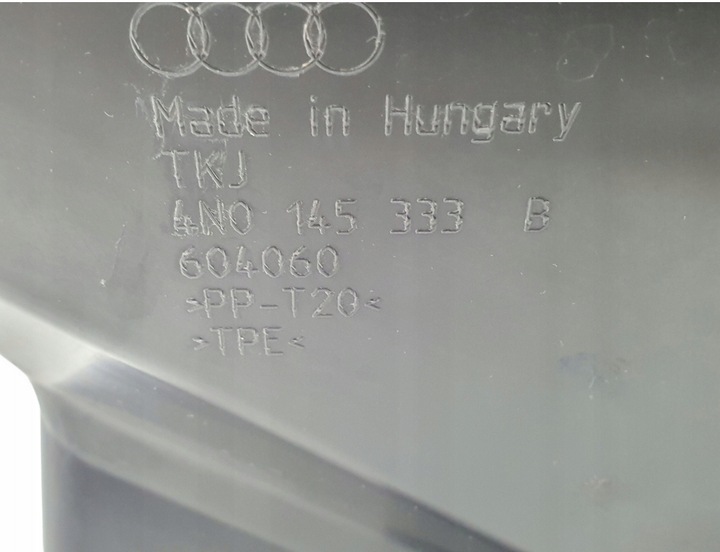 Made in Hungary
TKJ
4N0 145 333 B
604060
>PP-T20<
>TPE<